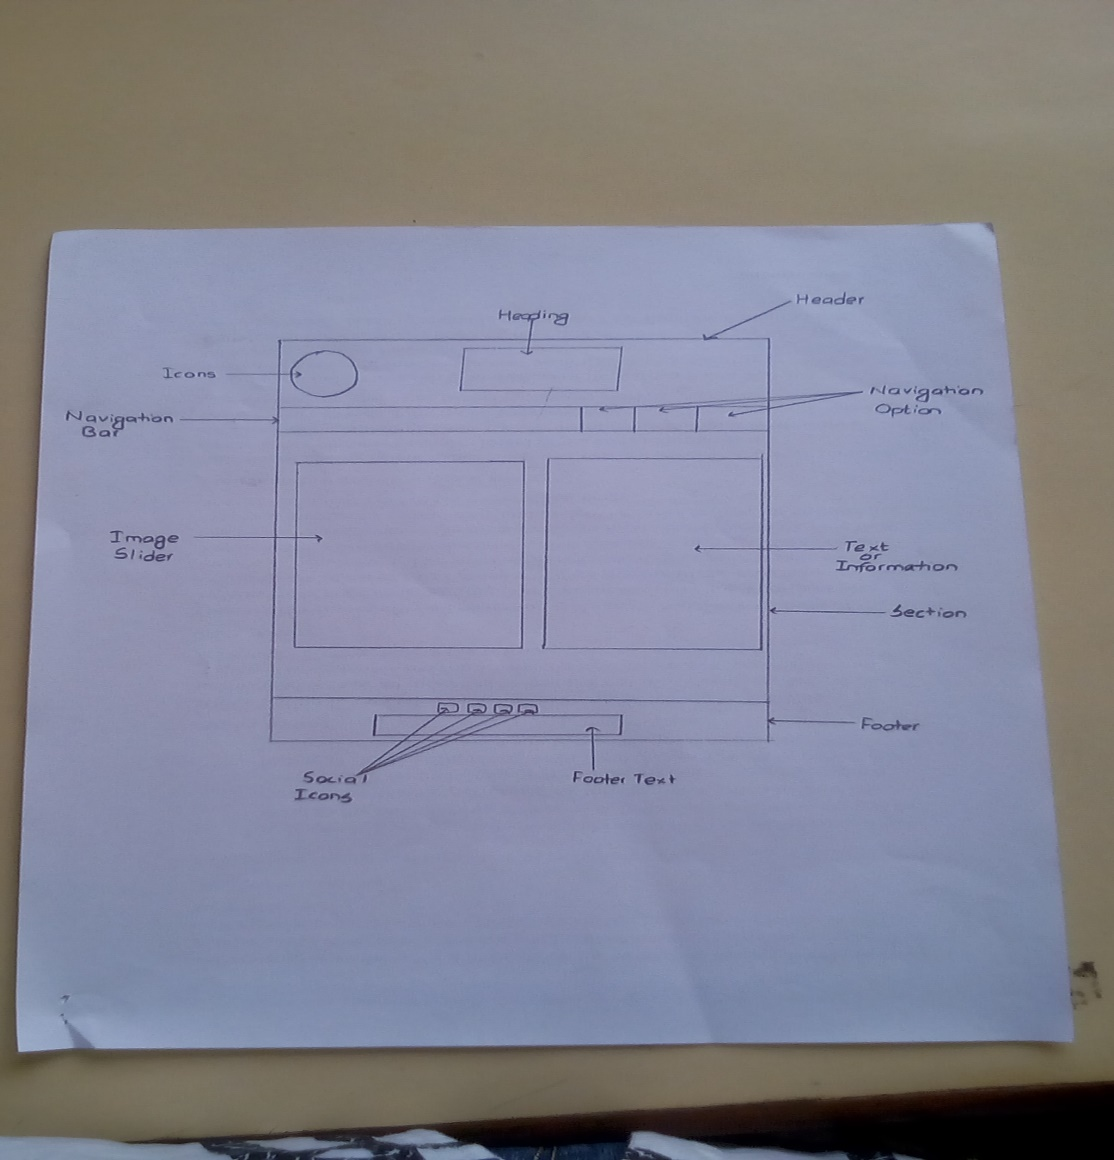 Header
Heading
Icons
Navigation
Option
Navigation
Bar
Image
Slider
Text
or
Information
Section
Footer
Social
Icons
Footer Text